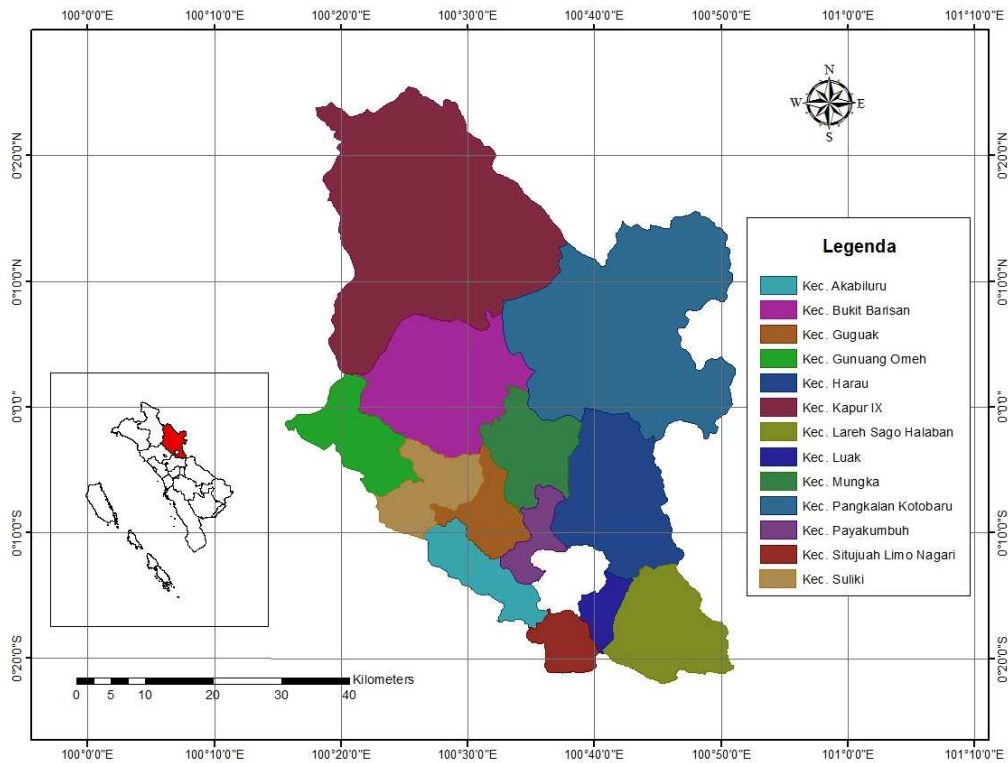 100°0'0"E 100°10'0"E 100°20'0"E 100°30'0"E 100°40'0"E 100°50'0"E 101°0'0"E 101°10'0"E
N
W E
S
0°20'0"N 0°20'0"N
Legenda
Kec. Akabiluru
0°10'0"N 0°10'0"N
Kec. Bukit Barisan
Kec. Guguak
Kec. Gunuang Omeh
Kec. Harau
Kec. Kapur IX
0°0'0" 0°0'0"
Kec. Lareh Sago Halaban
Kec. Luak
Kec. Mungka
Kec. Pangkalan Kotobaru
0°10'0"S 0°10'0"S
Kec. Payakumbuh
Kec. Situjuah Limo Nagari
Kec. Suliki
0°20'0"S 0°20'0"S
Kilometers
0 5 10 20 30 40
100°0'0"E 100°10'0"E 100°20'0"E 100°30'0"E 100°40'0"E 100°50'0"E 101°0'0"E 101°10'0"E